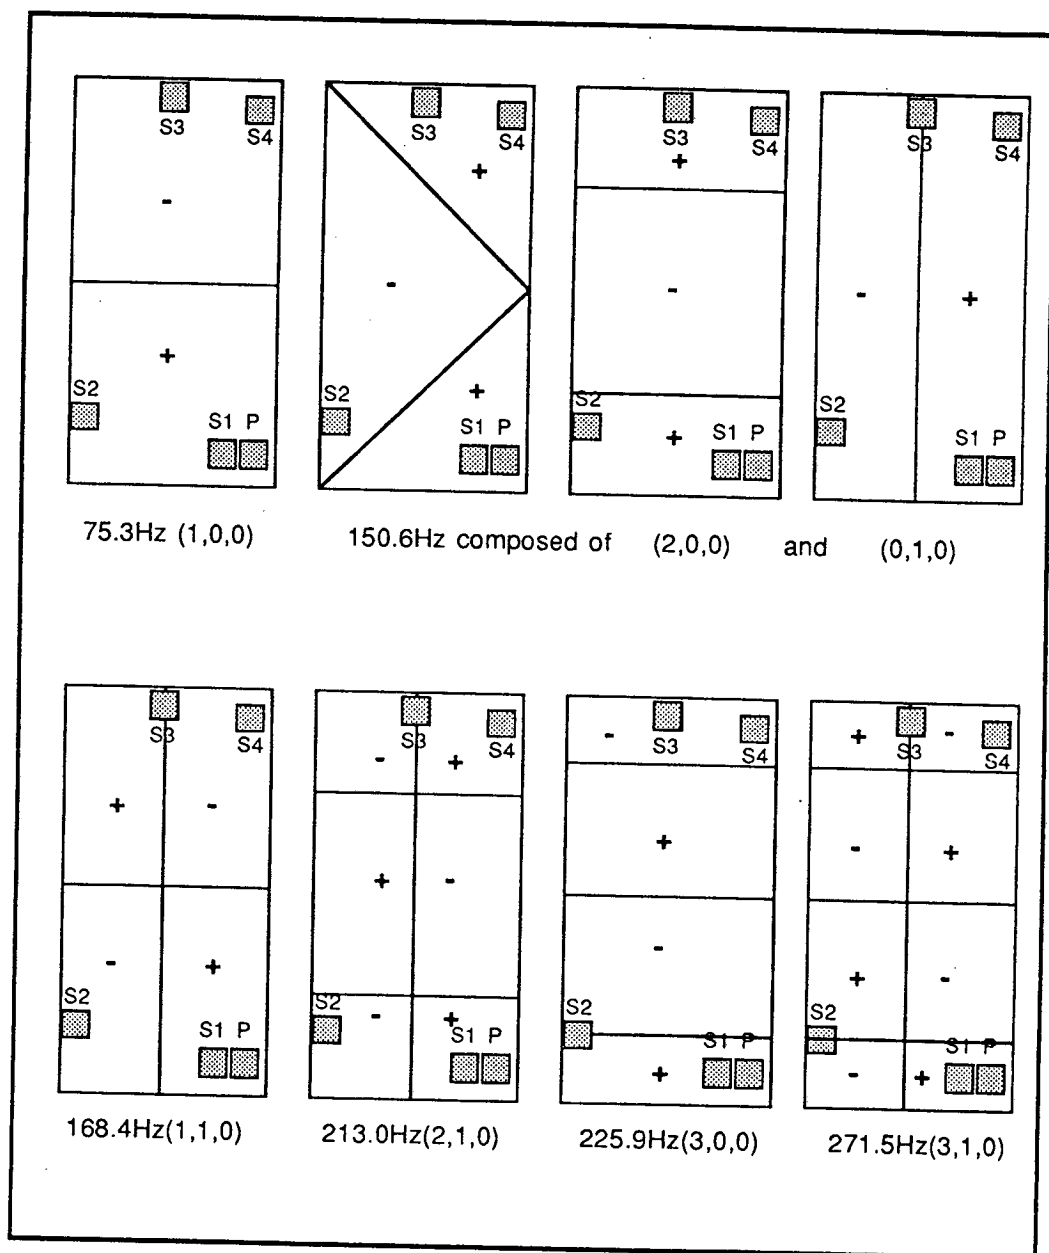 S3 S4 S3 S4 S3 S4 S3 S4
- + + -
- - +
+ +
S2 S2 S2 S2
S1 P S1 P + S1 P S1 P
75.3Hz (1,0,0) 150.6Hz composed of (2,0,0) and (0,1,0)
S3 S4 S3 S4 - S3 S4 + S3 - S4
- +
+ - + - + - +
- + - + -
S2 S2 - + S2 S2
S1 P S1 P + S1 P - + S1 P
168.4Hz(1,1,0) 213.0Hz(2,1,0) 225.9Hz(3,0,0) 271.5Hz(3,1,0)